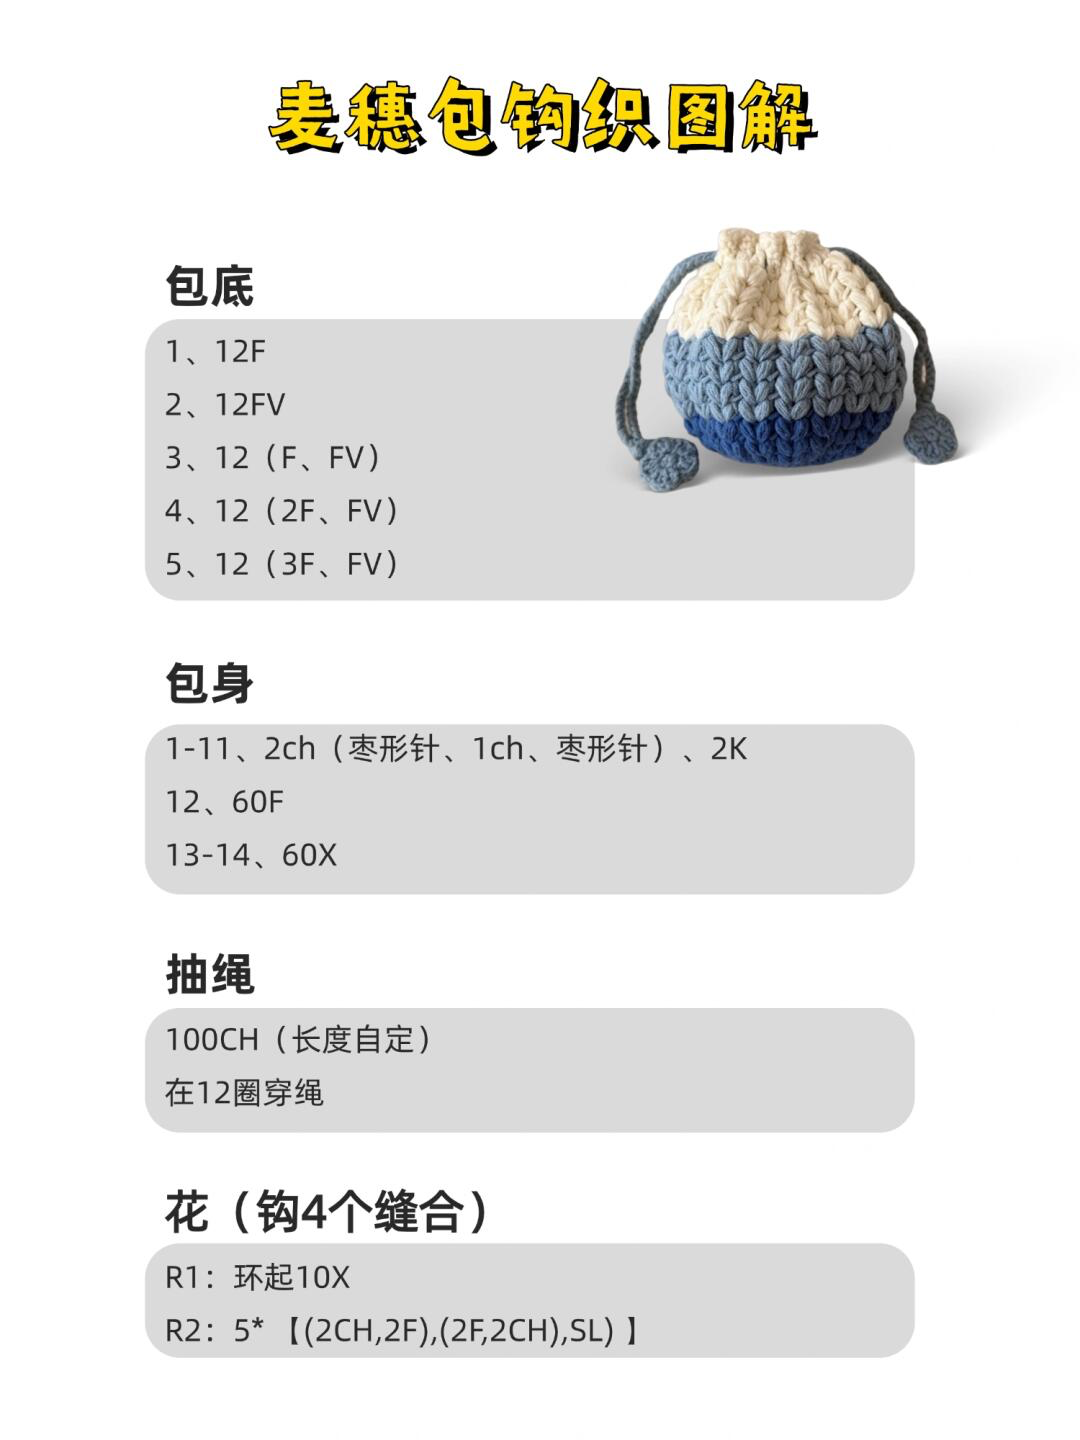 麦穗包钩织图解
包底
1、12F
2、12FV
3、12（F、FV）
4、12（2F、FV）
5、12（3F、FV）
包身
1-11、2ch（枣形针、1ch、枣形针）、2K
12、60F
13-14、60X
抽绳
100CH（长度自定）
在12圈穿绳
花（钩4个缝合）
R1：环起10X
R2：5*【(2CH,2F),(2F,2CH),SL) 】